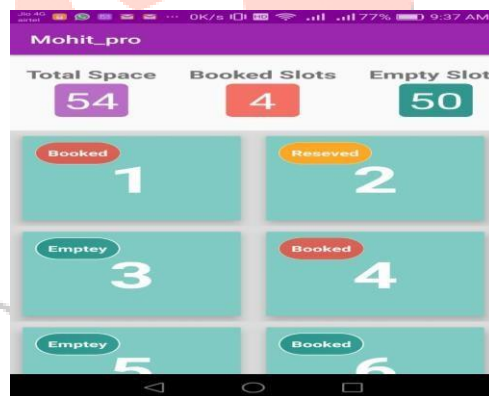 Jio 4G
airtel
... 0K/s HD 77% 9:37 AM
Mohit_pro
Total Space Booked Slots Empty Slot
54 4 50
Booked Reseved
1 2
Emptey Booked
3 4
Emptey Booked
5 6